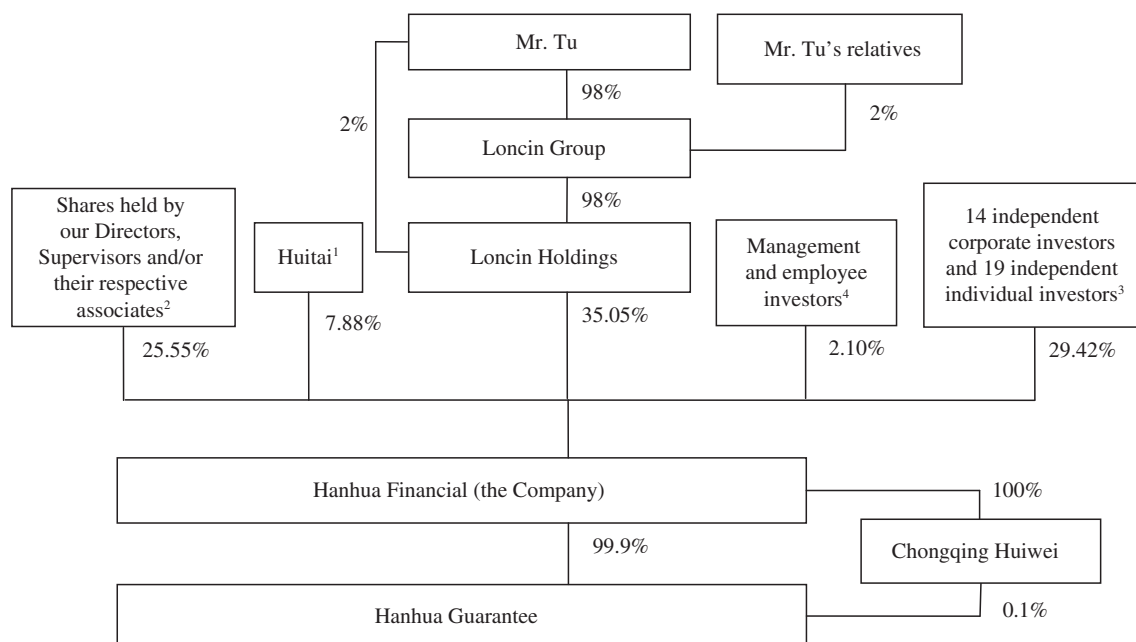 Mr. Tu
Mr. Tu’s relatives
98%
2%
2%
Loncin Group
98%
Shares held by
our Directors,
Supervisors and/or
their respective
associates2
Huitai1
Loncin Holdings
Management
and employee
investors4
14 independent
corporate investors
and 19 independent
individual investors3
25.55%
7.88%
35.05%
2.10%
29.42%
Hanhua Financial (the Company)
100%
99.9%
Chongqing Huiwei
Hanhua Guarantee
0.1%